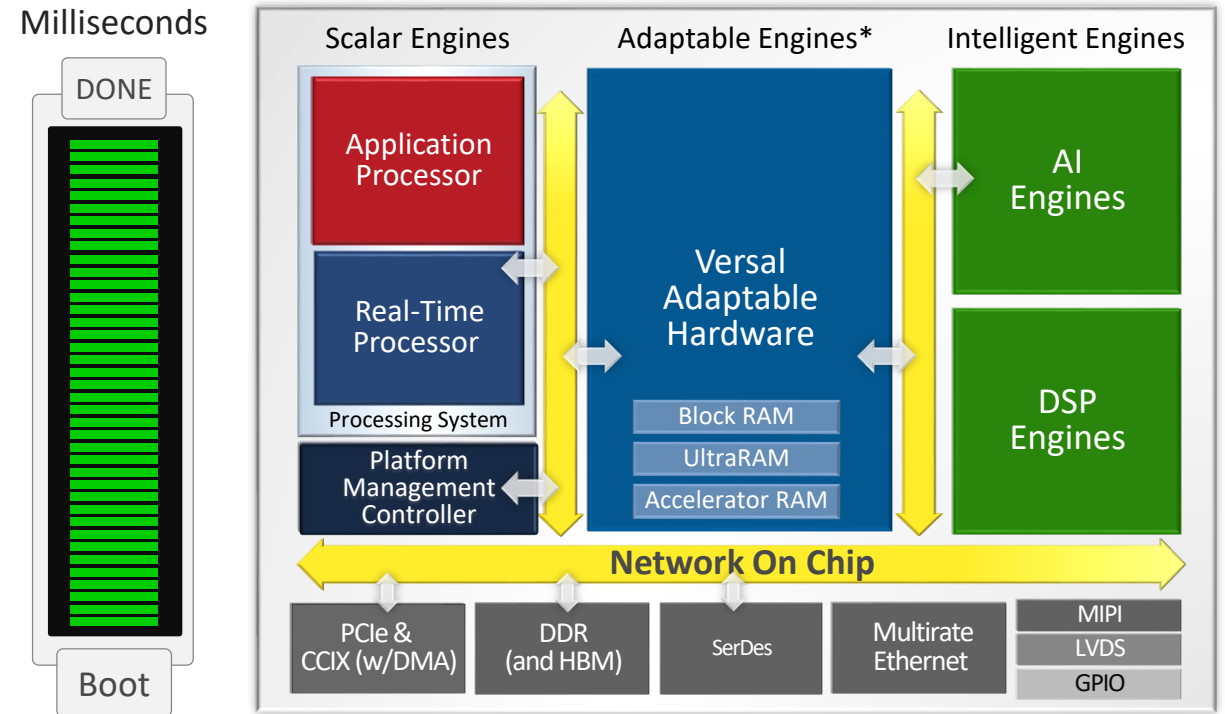 Milliseconds
DONE
Boot
Scalar Engines
Adaptable Engines*
Intelligent Engines
Application
Processor
Real-Time
Processor
Processing System
Platform
Management
Controller
Versal
Adaptable
Hardware
Block RAM
UltraRAM
Accelerator RAM
AI
Engines
DSP
Engines
Network On Chip
PCIe &
CCIX (w/DMA)
DDR
(and HBM)
SerDes
Multirate
Ethernet
MIPI
LVDS
GPIO